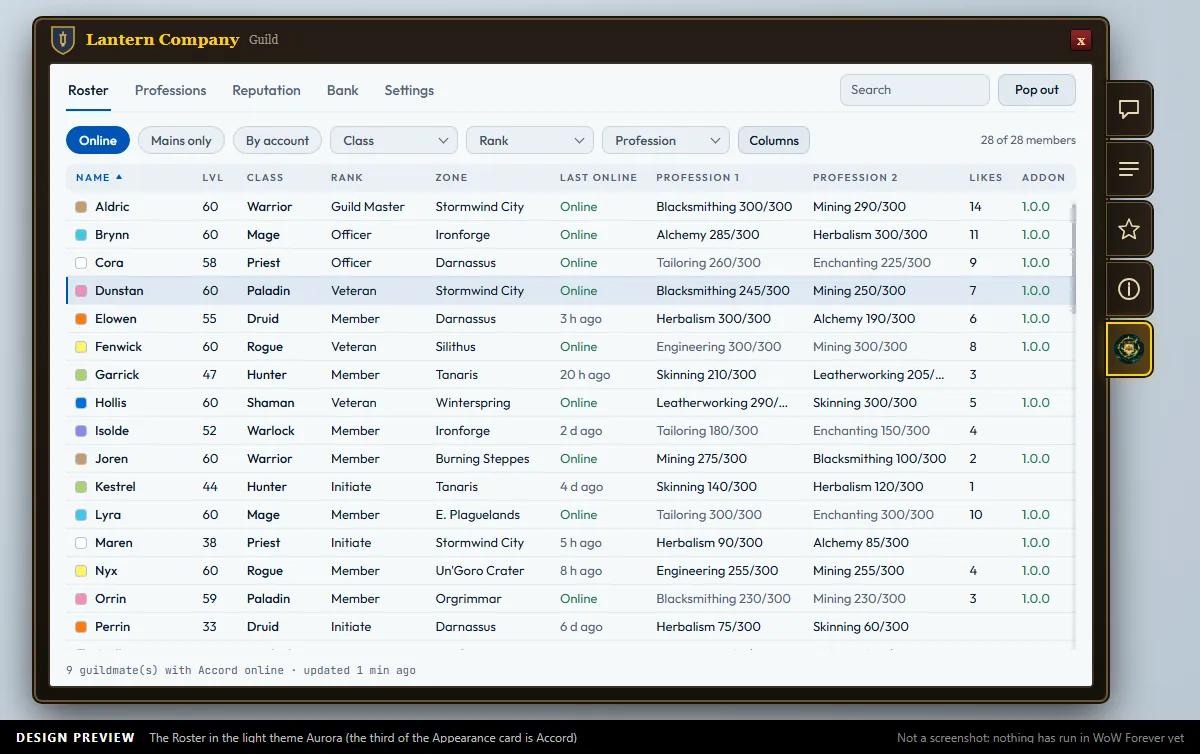 Lantern Company Guild
x
Roster Professions Reputation Bank Settings Search Pop out
Online Mains only By account Class Rank Profession Columns 28 of 28 members
NAME LVL CLASS RANK ZONE LAST ONLINE PROFESSION 1 PROFESSION 2 LIKES ADDON
Aldric 60 Warrior Guild Master Stormwind City Online Blacksmithing 300/300 Mining 290/300 14 1.0.0
Brynn 60 Mage Officer Ironforge Online Alchemy 285/300 Herbalism 300/300 11 1.0.0
Cora 58 Priest Officer Darnassus Online Tailoring 260/300 Enchanting 225/300 9 1.0.0
Dunstan 60 Paladin Veteran Stormwind City Online Blacksmithing 245/300 Mining 250/300 7 1.0.0
Elowen 55 Druid Member Darnassus 3 h ago Herbalism 300/300 Alchemy 190/300 6 1.0.0
Fenwick 60 Rogue Veteran Silithus Online Engineering 300/300 Mining 300/300 8 1.0.0
Garrick 47 Hunter Member Tanaris 20 h ago Skinning 210/300 Leatherworking 205/... 3
Hollis 60 Shaman Veteran Winterspring Online Leatherworking 290/... Skinning 300/300 5 1.0.0
Isolde 52 Warlock Member Ironforge 2 d ago Tailoring 180/300 Enchanting 150/300 4
Joren 60 Warrior Member Burning Steppes Online Mining 275/300 Blacksmithing 100/300 2 1.0.0
Kestrel 44 Hunter Initiate Tanaris 4 d ago Skinning 140/300 Herbalism 120/300 1
Lyra 60 Mage Member E. Plaguelands Online Tailoring 300/300 Enchanting 300/300 10 1.0.0
Maren 38 Priest Initiate Stormwind City 5 h ago Herbalism 90/300 Alchemy 85/300 1.0.0
Nyx 60 Rogue Member Un'Goro Crater 8 h ago Engineering 255/300 Mining 255/300 4 1.0.0
Orrin 59 Paladin Member Orgrimmar Online Blacksmithing 230/300 Mining 230/300 3 1.0.0
Perrin 33 Druid Initiate Darnassus 6 d ago Herbalism 75/300 Skinning 60/300
9 guildmate(s) with Accord online · updated 1 min ago
DESIGN PREVIEW The Roster in the light theme Aurora (the third of the Appearance card is Accord) Not a screenshot: nothing has run in WoW Forever yet